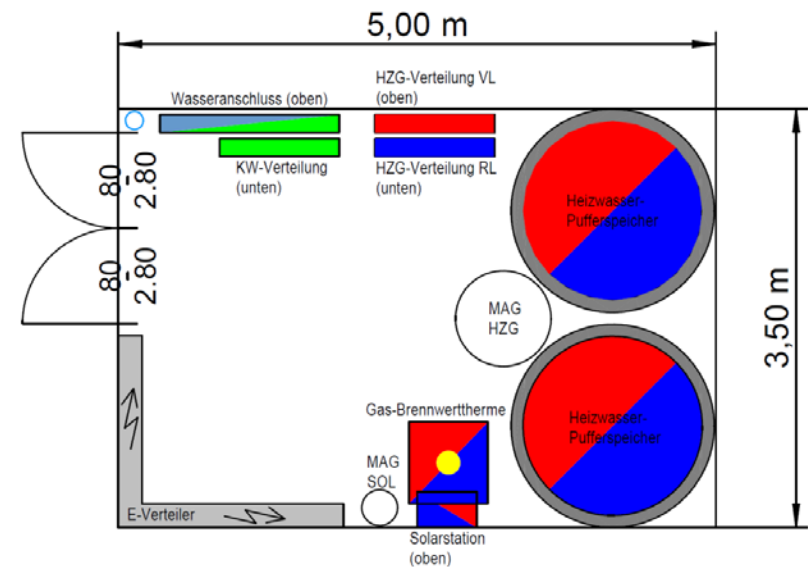 5,00 m
Wasseranschluss (oben)
HZG-Verteilung VL
(oben)
KW-Verteilung
(unten)
HZG-Verteilung RL
(unten)
80
2.80
80
2.80
Heizwasser-
Pufferspeicher
MAG
HZG
3,50 m
Gas-Brennwerttherme
Heizwasser-
Pufferspeicher
MAG
SOL
E-Verteiler
Solarstation
(oben)